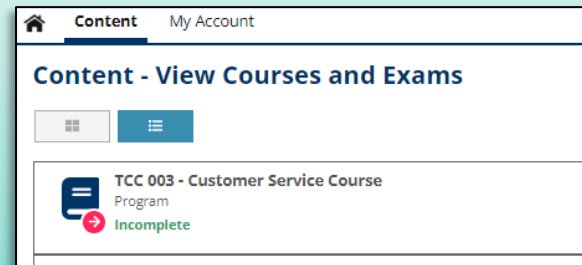 Content My Account
Content - View Courses and Exams
TCC 003 - Customer Service Course
Program
Incomplete